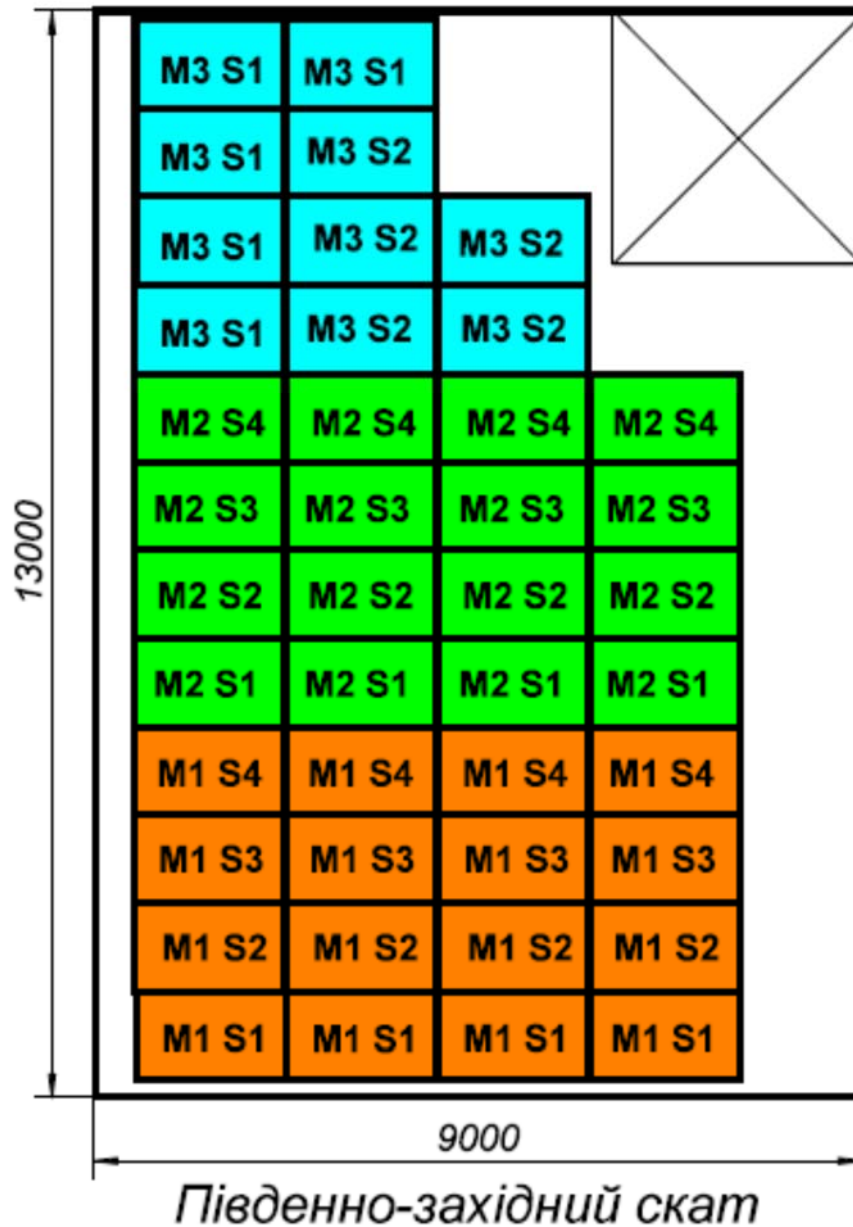 M3 S1 M3 S1
M3 S1 M3 S2
M3 S1 M3 S2 M3 S2
M3 S1 M3 S2 M3 S2
M2 S4 M2 S4 M2 S4 M2 S4
M2 S3 M2 S3 M2 S3 M2 S3
M2 S2 M2 S2 M2 S2 M2 S2
M2 S1 M2 S1 M2 S1 M2 S1
M1 S4 M1 S4 M1 S4 M1 S4
M1 S3 M1 S3 M1 S3 M1 S3
M1 S2 M1 S2 M1 S2 M1 S2
M1 S1 M1 S1 M1 S1 M1 S1
13000
9000
Південно-західний скат